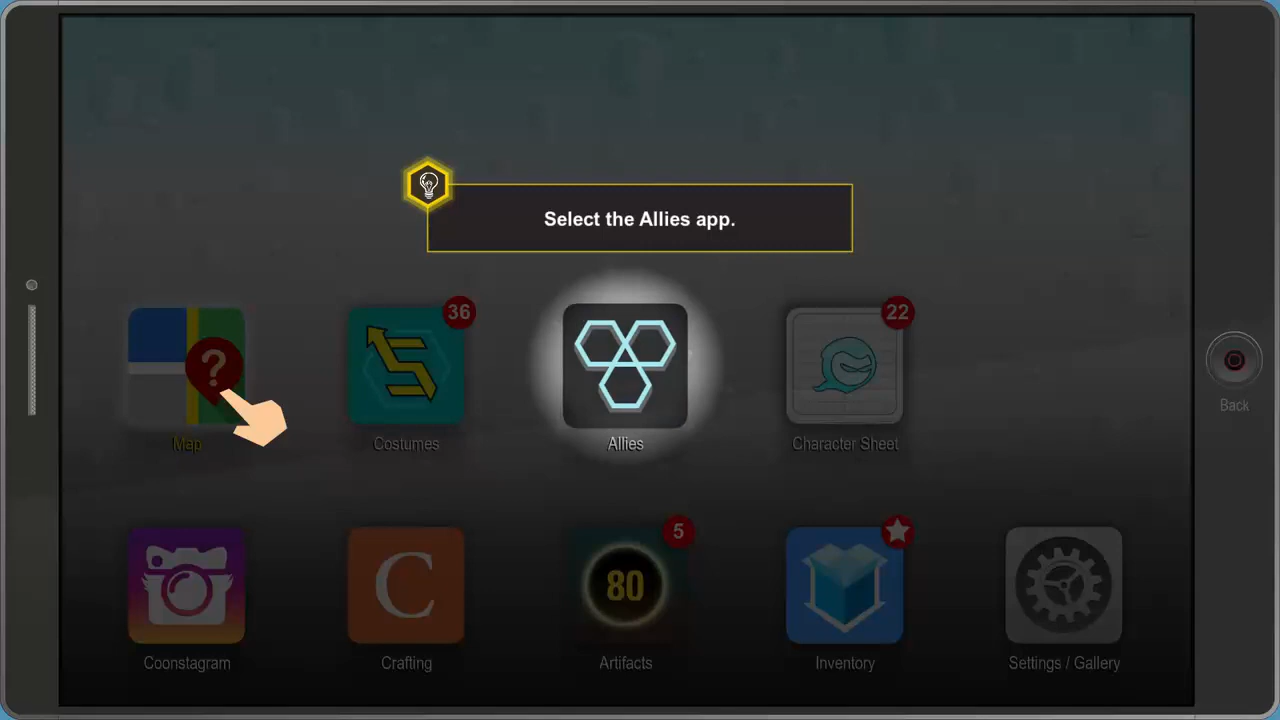 Select the Allies app.
36
22
?
Back
Map
Costumes
Allies
Character Sheet
5
C
80
Coonstagram
Crafting
Artifacts
Inventory
Settings / Gallery